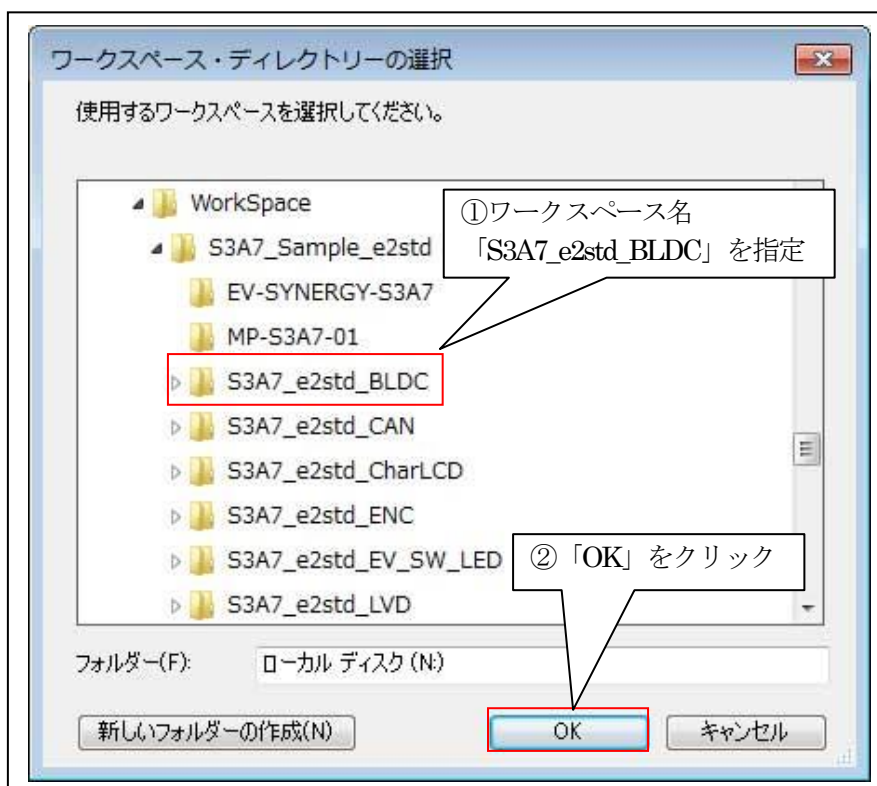 ワークスペース・ディレクトリーの選択
使用するワークスペースを選択してください。
WorkSpace
①ワークスペース名
「S3A7_e2std_BLDC」を指定
S3A7_Sample_e2std
EV-SYNERGY-S3A7
MP-S3A7-01
S3A7_e2std_BLDC
S3A7_e2std_CAN
S3A7_e2std_CharLCD
S3A7_e2std_ENC
S3A7_e2std_EV_SW_LED
②「OK」をクリック
S3A7_e2std_LVD
フォルダー(F): ローカル ディスク (N:)
新しいフォルダーの作成(N) OK キャンセル